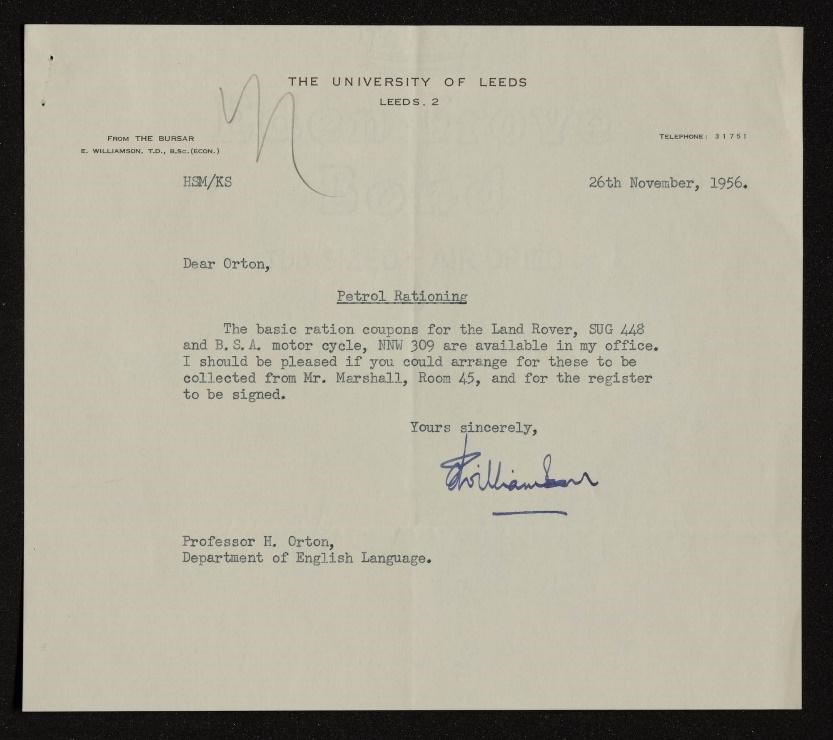 THE UNIVERSITY OF LEEDS
LEEDS, 2
FROM THE BURSAR
E. WILLIAMSON, T.D., B.SC. (ECON.)
TELEPHONE: 31751
HSM/KS
26th November, 1956.
Dear Orton,
Petrol Rationing
The basic ration coupons for the Land Rover, SUG 448
and B.S.A. motor cycle, NNW 309 are available in my office.
I should be pleased if you could arrange for these to be
collected from Mr. Marshall, Room 45, and for the register
to be signed.
Yours sincerely,
EWilliamson
Professor H. Orton,
Department of English Language.